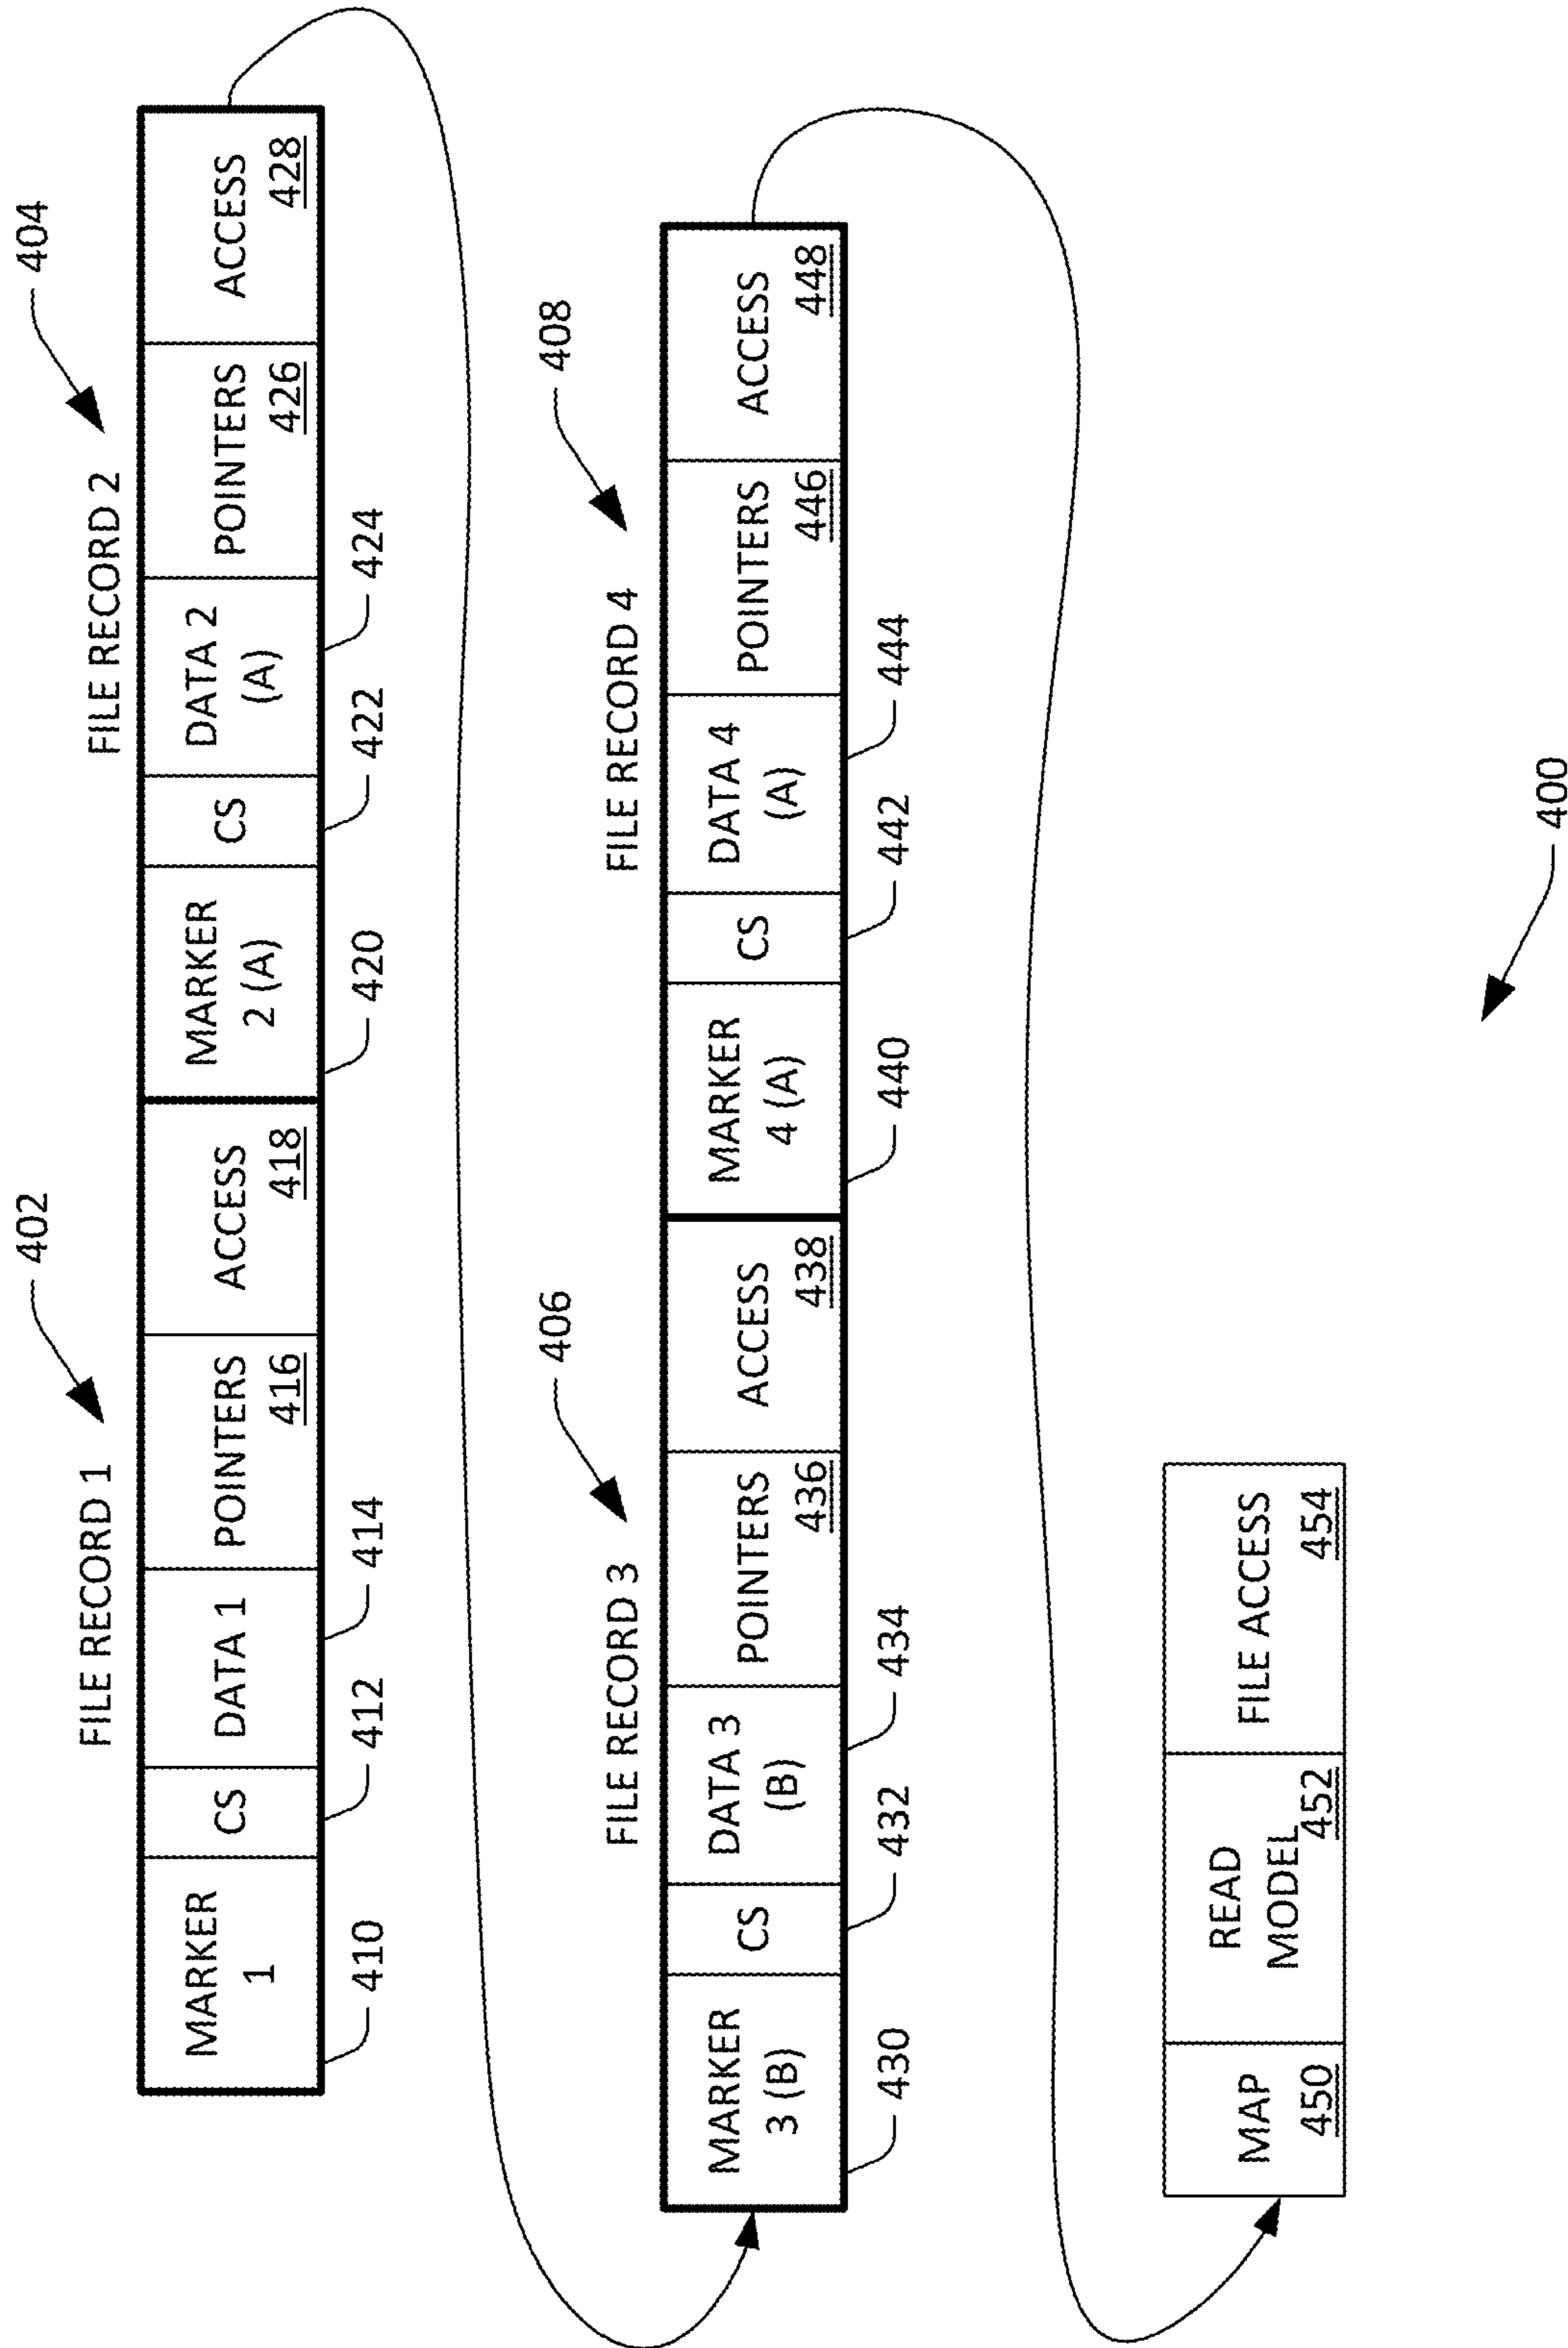 402
404
FILE RECORD 1
FILE RECORD 2
MARKER
1
CS
DATA 1
POINTERS
416
ACCESS
418
MARKER
2 (A)
CS
DATA 2
(A)
POINTERS
426
ACCESS
428
410
412
414
420
422
424
406
408
FILE RECORD 3
FILE RECORD 4
MARKER
3 (B)
CS
DATA 3
(B)
POINTERS
436
ACCESS
438
MARKER
4 (A)
CS
DATA 4
(A)
POINTERS
446
ACCESS
448
430
432
434
440
442
444
MAP
450
READ
MODEL
452
FILE ACCESS
454
400